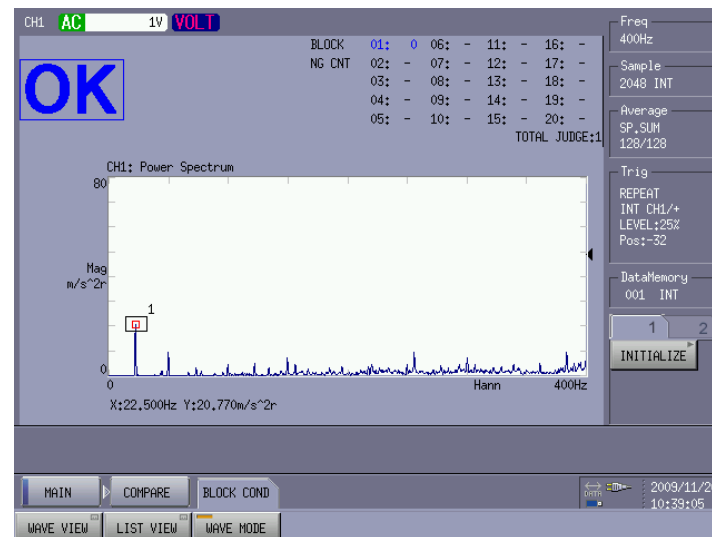 CH1 AC 1V VOLT
OK
BLOCK 01: 0 06: - 11: - 16: -
NG CNT 02: - 07: - 12: - 17: -
03: - 08: - 13: - 18: -
04: - 09: - 14: - 19: -
05: - 10: - 15: - 20: -
TOTAL JUDGE:1
CH1: Power Spectrum
80
Mag
m/s^2r
1
0
0 Hann 400Hz
X:22.500Hz Y:20.770m/s^2r
Freq
400Hz
Sample
2048 INT
Average
SP.SUM
128/128
Trig
REPEAT
INT CH1/+
LEVEL:25%
Pos:-32
DataMemory
001 INT
1 2
INITIALIZE
MAIN COMPARE BLOCK COND
DATA
2009/11/2
10:39:05
WAVE VIEW LIST VIEW WAVE MODE